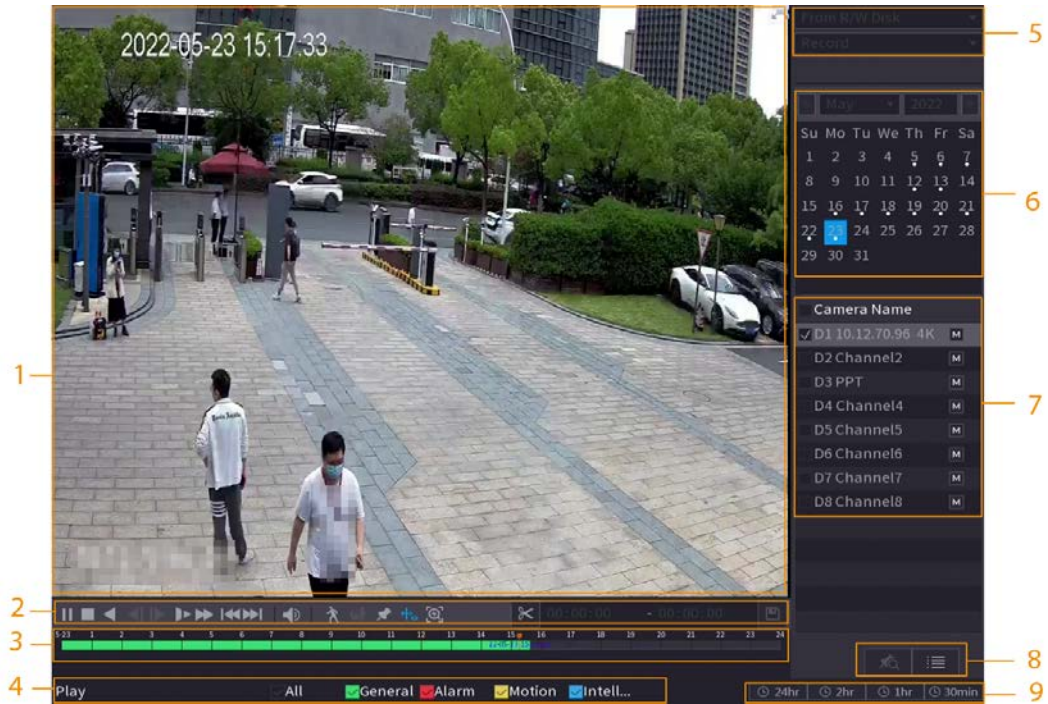 2022-05-23 15:17:33
From R/W Disk
Record
5
May 2022
Su Mo Tu We Th Fr Sa
1 2 3 4 5 6 7
8 9 10 11 12 13 14
15 16 17 18 19 20 21
22 23 24 25 26 27 28
29 30 31
6
Camera Name
D1 10.12.70.96 4K M
D2 Channel2 M
D3 PPT M
D4 Channel4 M
D5 Channel5 M
D6 Channel6 M
D7 Channel7 M
D8 Channel8 M
7
1
2
00:00:00 - 00:00:00
3
5-23 1 2 3 4 5 6 7 8 9 10 11 12 13 14 15 16 17 18 19 20 21 22 23 24
8
4
Play All General Alarm Motion Intell...
24hr 2hr 1hr 30min
9